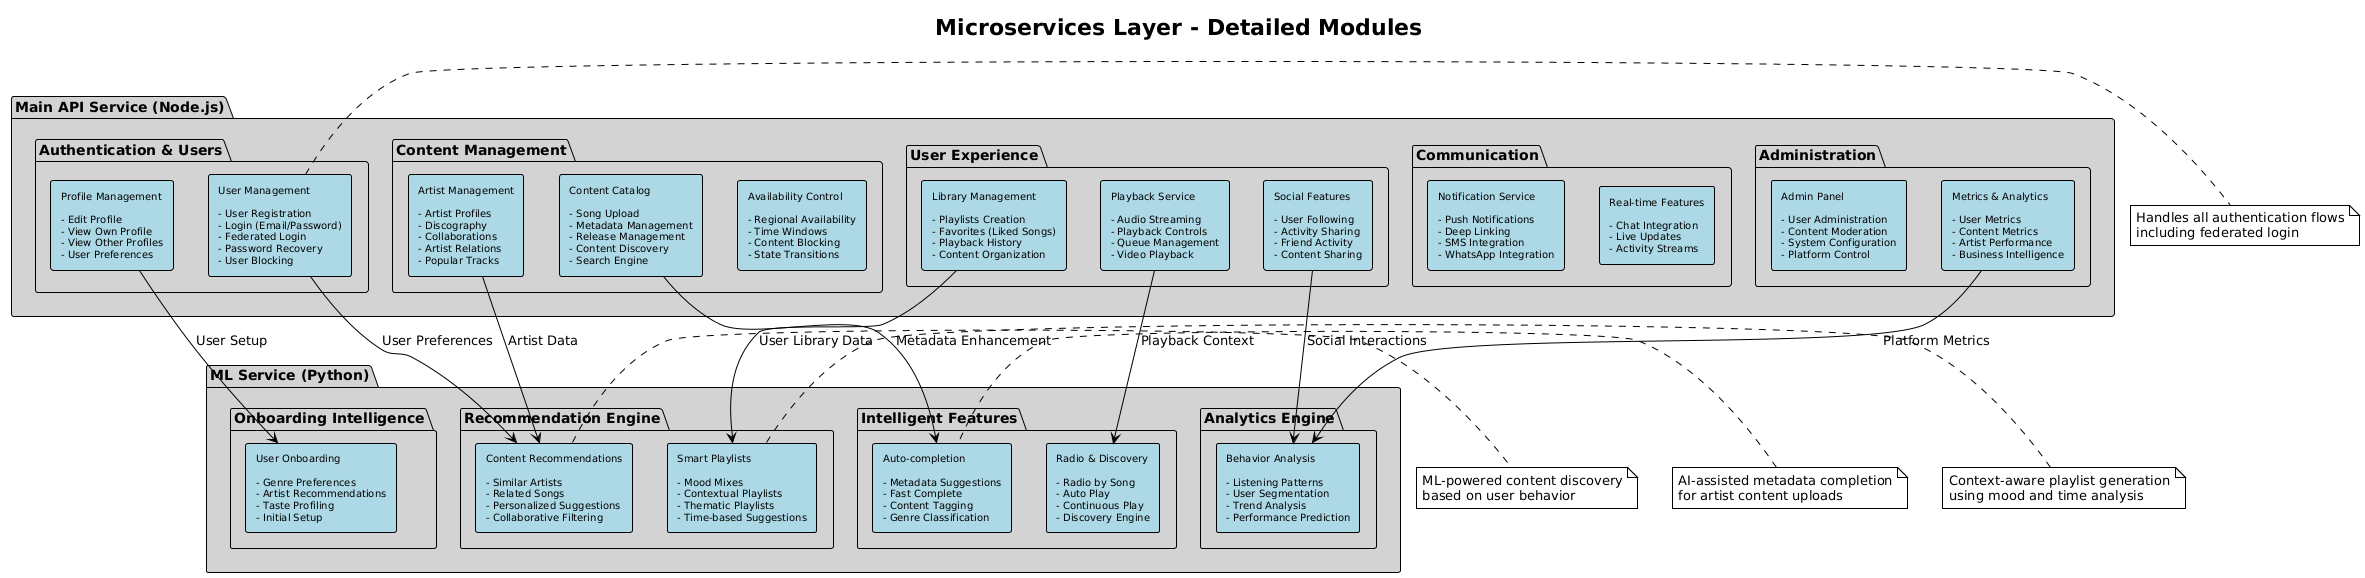 Microservices Layer - Detailed Modules
Main API Service (Node.js)
Authentication & Users
Profile Management
- Edit Profile
- View Own Profile
- View Other Profiles
- User Preferences
User Management
- User Registration
- Login (Email/Password)
- Federated Login
- Password Recovery
- User Blocking
Content Management
Artist Management
- Artist Profiles
- Discography
- Collaborations
- Artist Relations
- Popular Tracks
Content Catalog
- Song Upload
- Metadata Management
- Release Management
- Content Discovery
- Search Engine
Availability Control
- Regional Availability
- Time Windows
- Content Blocking
- State Transitions
User Experience
Library Management
- Playlists Creation
- Favorites (Liked Songs)
- Playback History
- Content Organization
Playback Service
- Audio Streaming
- Playback Controls
- Queue Management
- Video Playback
Social Features
- User Following
- Activity Sharing
- Friend Activity
- Content Sharing
Communication
Notification Service
- Push Notifications
- Deep Linking
- SMS Integration
- WhatsApp Integration
Real-time Features
- Chat Integration
- Live Updates
- Activity Streams
Administration
Admin Panel
- User Administration
- Content Moderation
- System Configuration
- Platform Control
Metrics & Analytics
- User Metrics
- Content Metrics
- Artist Performance
- Business Intelligence
Handles all authentication flows
including federated login
User Setup
User Preferences
Artist Data
User Library Data
Metadata Enhancement
Playback Context
Social Interactions
Platform Metrics
ML Service (Python)
Onboarding Intelligence
User Onboarding
- Genre Preferences
- Artist Recommendations
- Taste Profiling
- Initial Setup
Recommendation Engine
Content Recommendations
- Similar Artists
- Related Songs
- Personalized Suggestions
- Collaborative Filtering
Smart Playlists
- Mood Mixes
- Contextual Playlists
- Thematic Playlists
- Time-based Suggestions
Intelligent Features
Auto-completion
- Metadata Suggestions
- Fast Complete
- Content Tagging
- Genre Classification
Radio & Discovery
- Radio by Song
- Auto Play
- Continuous Play
- Discovery Engine
Analytics Engine
Behavior Analysis
- Listening Patterns
- User Segmentation
- Trend Analysis
- Performance Prediction
ML-powered content discovery
based on user behavior
AI-assisted metadata completion
for artist content uploads
Context-aware playlist generation
using mood and time analysis